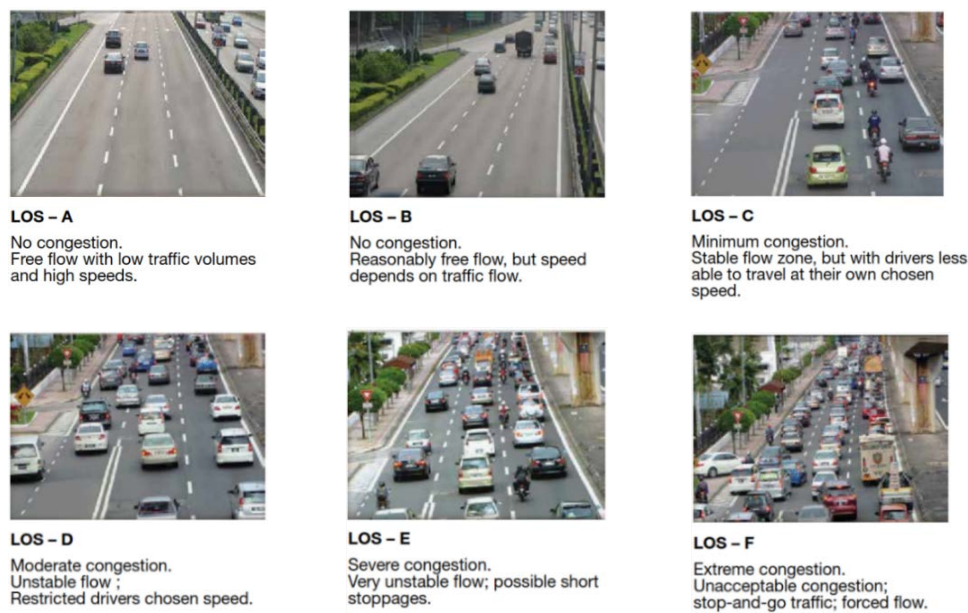 LOS – A
No congestion.
Free flow with low traffic volumes
and high speeds.
LOS – B
No congestion.
Reasonably free flow, but speed
depends on traffic flow.
LOS – C
Minimum congestion.
Stable flow zone, but with drivers less
able to travel at their own chosen
speed.
LOS – D
Moderate congestion.
Unstable flow ;
Restricted drivers chosen speed.
LOS – E
Severe congestion.
Very unstable flow; possible short
stoppages.
LOS – F
Extreme congestion.
Unacceptable congestion;
stop-and-go traffic; forced flow.